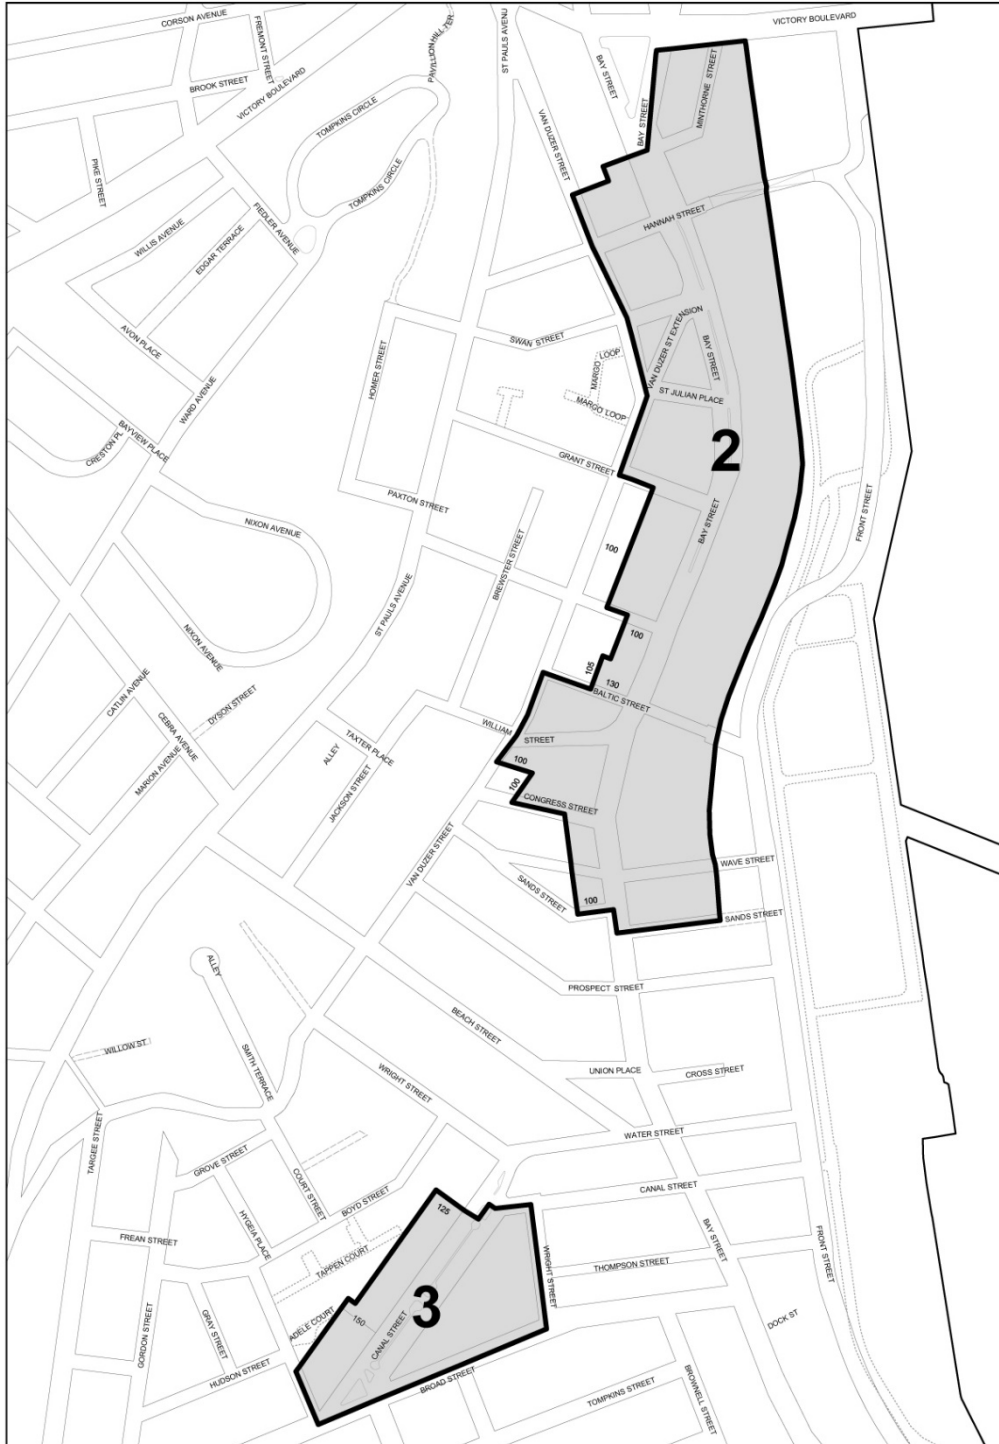 CORSON AVENUE
FREMONT STREET
BROOK STREET
VICTORY BOULEVARD
PAVILLION HILL TER.
ST PAULS AVENU
VICTORY BOULEVARD
BAY STREET
BAY STREET
MINTHORNE STREET
TOMPKINS CIRCLE
VAN DUZER STREET
PIKE STREET
TOMPKINS CIRCLE
FIEDLER AVENUE
WILLIS AVENUE
EDGAR TERRACE
HANNAH STREET
AVON PLACE
SWAN STREET
VAN DUZER ST EXTENSION
BAY STREET
HOMER STREET
MARGO LOOP
ST JULIAN PLACE
MARGO LOOP
WARD AVENUE
BAYVIEW PLACE
CRESTON PL
2
GRANT STREET
PAXTON STREET
FRONT STREET
NIXON AVENUE
BAY STREET
100
BREWSTER STREET
ST PAULS AVENUE
NIXON AVENUE
100
105
130
BALTIC STREET
CATLIN AVENUE
DYSON STREET
CEBRA AVENUE
MARION AVENUE
WILLIAM
STREET
TAXTER PLACE
ALLEY
100
100
JACKSON STREET
CONGRESS STREET
VAN DUZER STREET
WAVE STREET
SANDS STREET
100
SANDS STREET
ALLEY
PROSPECT STREET
BEACH STREET
WILLOW ST
SMITH TERRACE
WRIGHT STREET
UNION PLACE
CROSS STREET
TARGEE STREET
WATER STREET
GROVE STREET
COURT STREET
CANAL STREET
BOYD STREET
125
HYGEIA PLACE
BAY STREET
FREAN STREET
TAPPEN COURT
WRIGHT STREET
THOMPSON STREET
FRONT STREET
3
ADELE COURT
150
CANAL STREET
GRAY STREET
GORDON STREET
DOCK ST
HUDSON STREET
BROAD STREET
TOMPKINS STREET
BROWNELL STREET